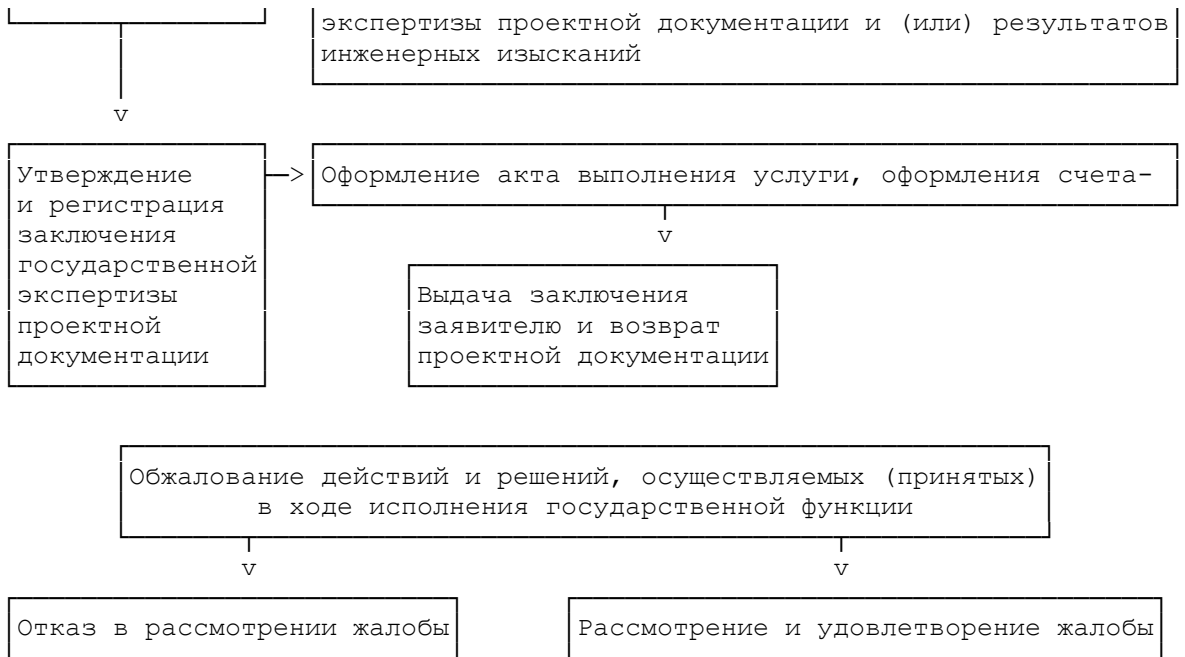 экспертизы проектной документации и (или) результатов
инженерных изысканий
v
Утверждение
и регистрация
заключения
государственной
экспертизы
проектной
документации
—> Оформление акта выполнения услуги, оформления счета-
v
Выдача заключения
заявителю и возврат
проектной документации
Обжалование действий и решений, осуществляемых (принятых)
в ходе исполнения государственной функции
v v
Отказ в рассмотрении жалобы
Рассмотрение и удовлетворение жалобы